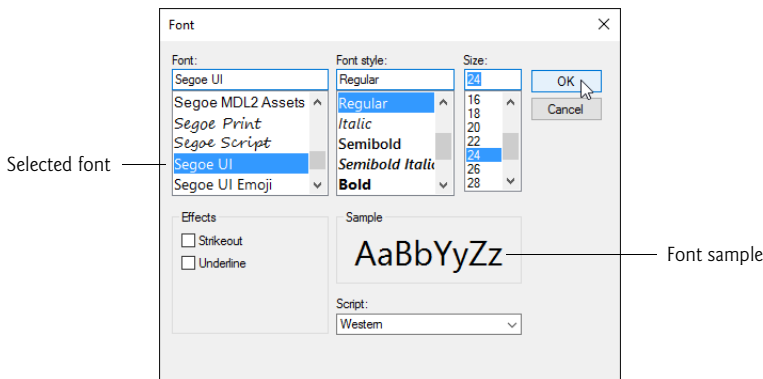 Font
Font:
Font style:
Size:
Segoe UI
Regular
24
OK
Cancel
Segoe MDL2 Assets
Segoe Print
Segoe Script
Segoe UI
Segoe UI Emoji
Regular
Italic
Semibold
Semibold Italic
Bold
16
18
20
22
24
26
28
Selected font
Effects
Strikeout
Underline
Sample
AaBbYyZz
Font sample
Script:
Western